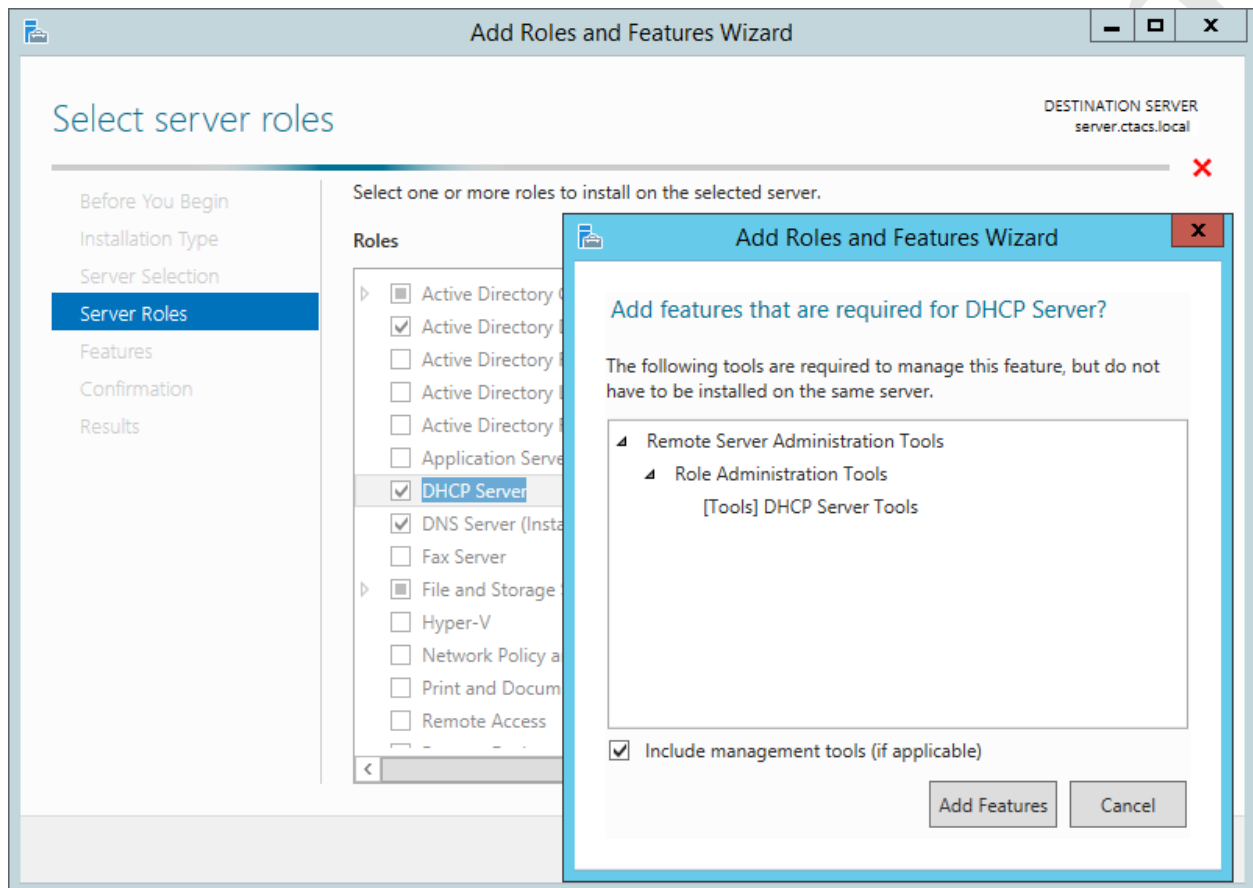 Add Roles and Features Wizard
Select server roles
DESTINATION SERVER
server.ctacs.local
Before You Begin
Installation Type
Server Selection
Server Roles
Features
Confirmation
Results
Select one or more roles to install on the selected server.
Roles
Active Directory
Active Directory
Active Directory
Active Directory
Active Directory
Application Serve
DHCP Server
DNS Server (Insta
Fax Server
File and Storage
Hyper-V
Network Policy a
Print and Docum
Remote Access
Add Roles and Features Wizard
Add features that are required for DHCP Server?
The following tools are required to manage this feature, but do not
have to be installed on the same server.
Remote Server Administration Tools
Role Administration Tools
[Tools] DHCP Server Tools
Include management tools (if applicable)
Add Features
Cancel